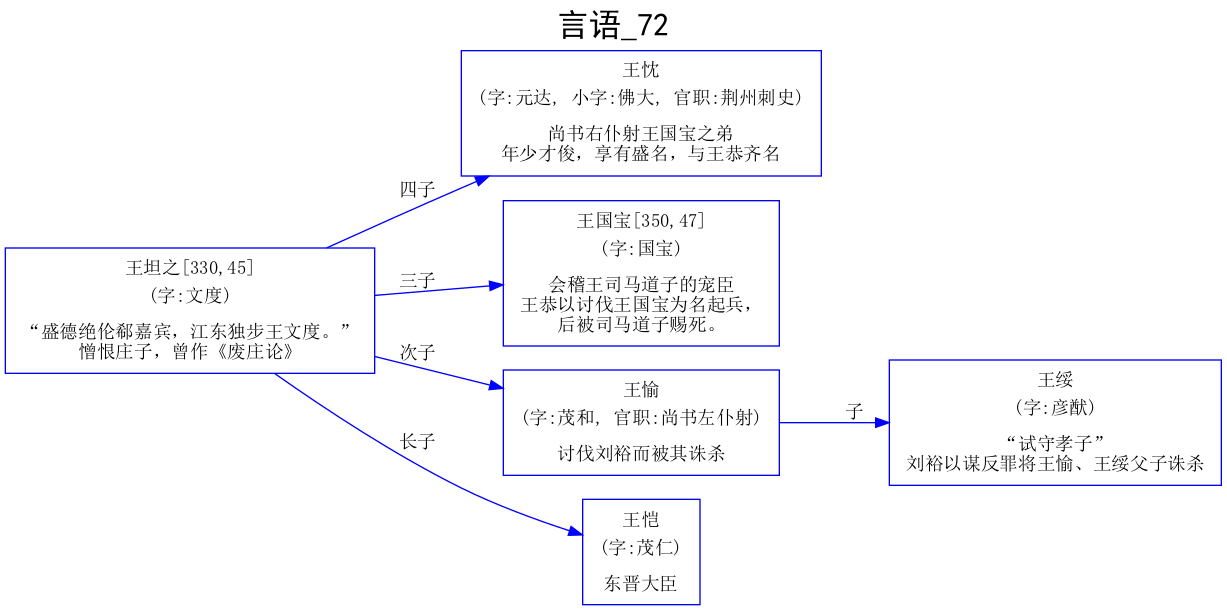 言语_72
王忱
(字:元达, 小字:佛大, 官职:荆州刺史)
尚书右仆射王国宝之弟
年少才俊，享有盛名，与王恭齐名
四子
王国宝[350,47]
(字:国宝)
会稽王司马道子的宠臣
王恭以讨伐王国宝为名起兵，
后被司马道子赐死。
三子
王坦之[330,45]
(字:文度)
“盛德绝伦郗嘉宾，江东独步王文度。”
憎恨庄子，曾作《废庄论》
次子
王愉
(字:茂和, 官职:尚书左仆射)
讨伐刘裕而被其诛杀
子
王绥
(字:彦猷)
“试守孝子”
刘裕以谋反罪将王愉、王绥父子诛杀
长子
王恺
(字:茂仁)
东晋大臣